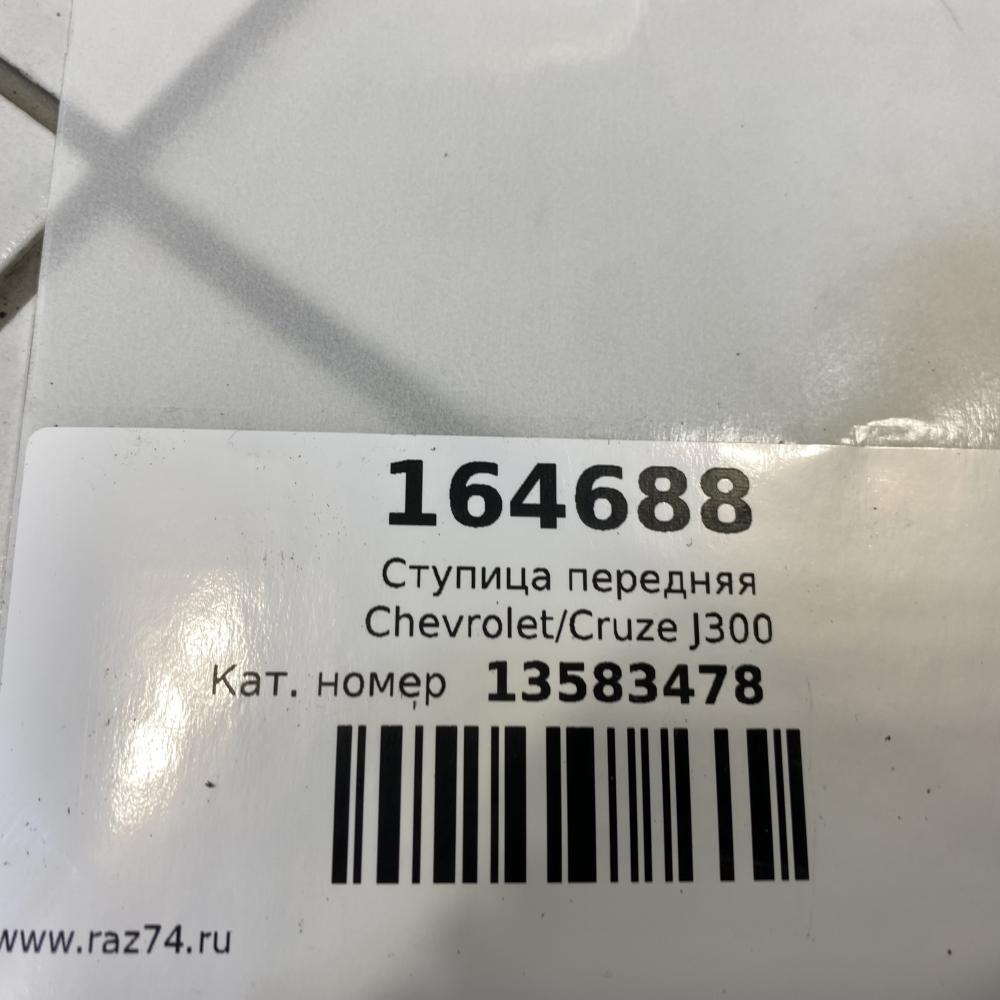 164688
Ступица передняя
Chevrolet/Cruze J300
Кат. номер 13583478
www.raz74.ru